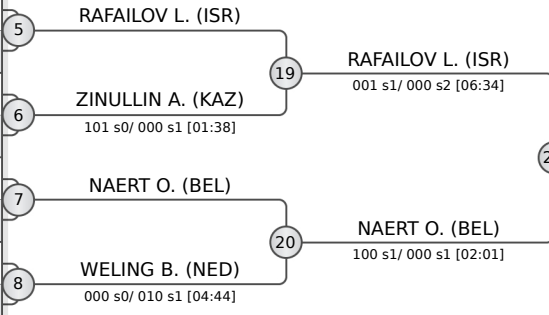 5
RAFAILOV L. (ISR)
19
RAFAILOV L. (ISR)
001 s1/ 000 s2 [06:34]
6
ZINULLIN A. (KAZ)
101 s0/ 000 s1 [01:38]
7
NAERT O. (BEL)
20
NAERT O. (BEL)
100 s1/ 000 s1 [02:01]
8
WELING B. (NED)
000 s0/ 010 s1 [04:44]